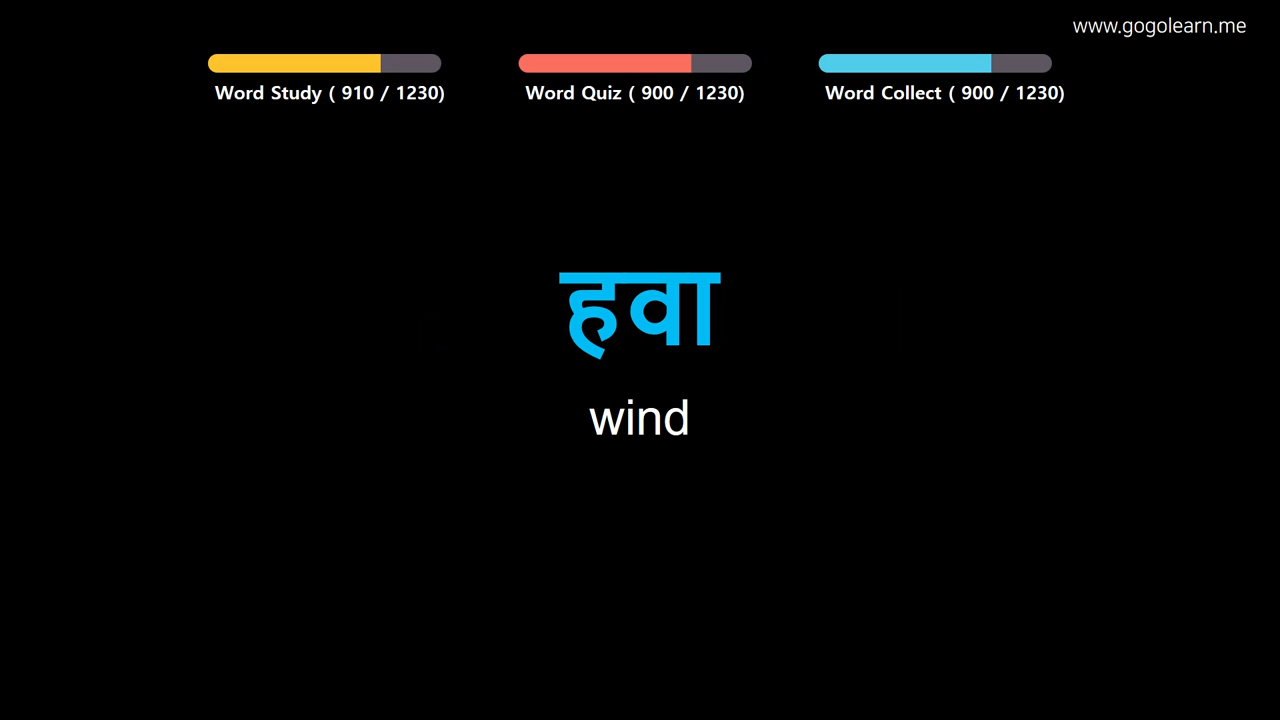 www.gogolearn.me
Word Study ( 910 / 1230)
Word Quiz ( 900 / 1230)
Word Collect ( 900 / 1230)
हवा
wind